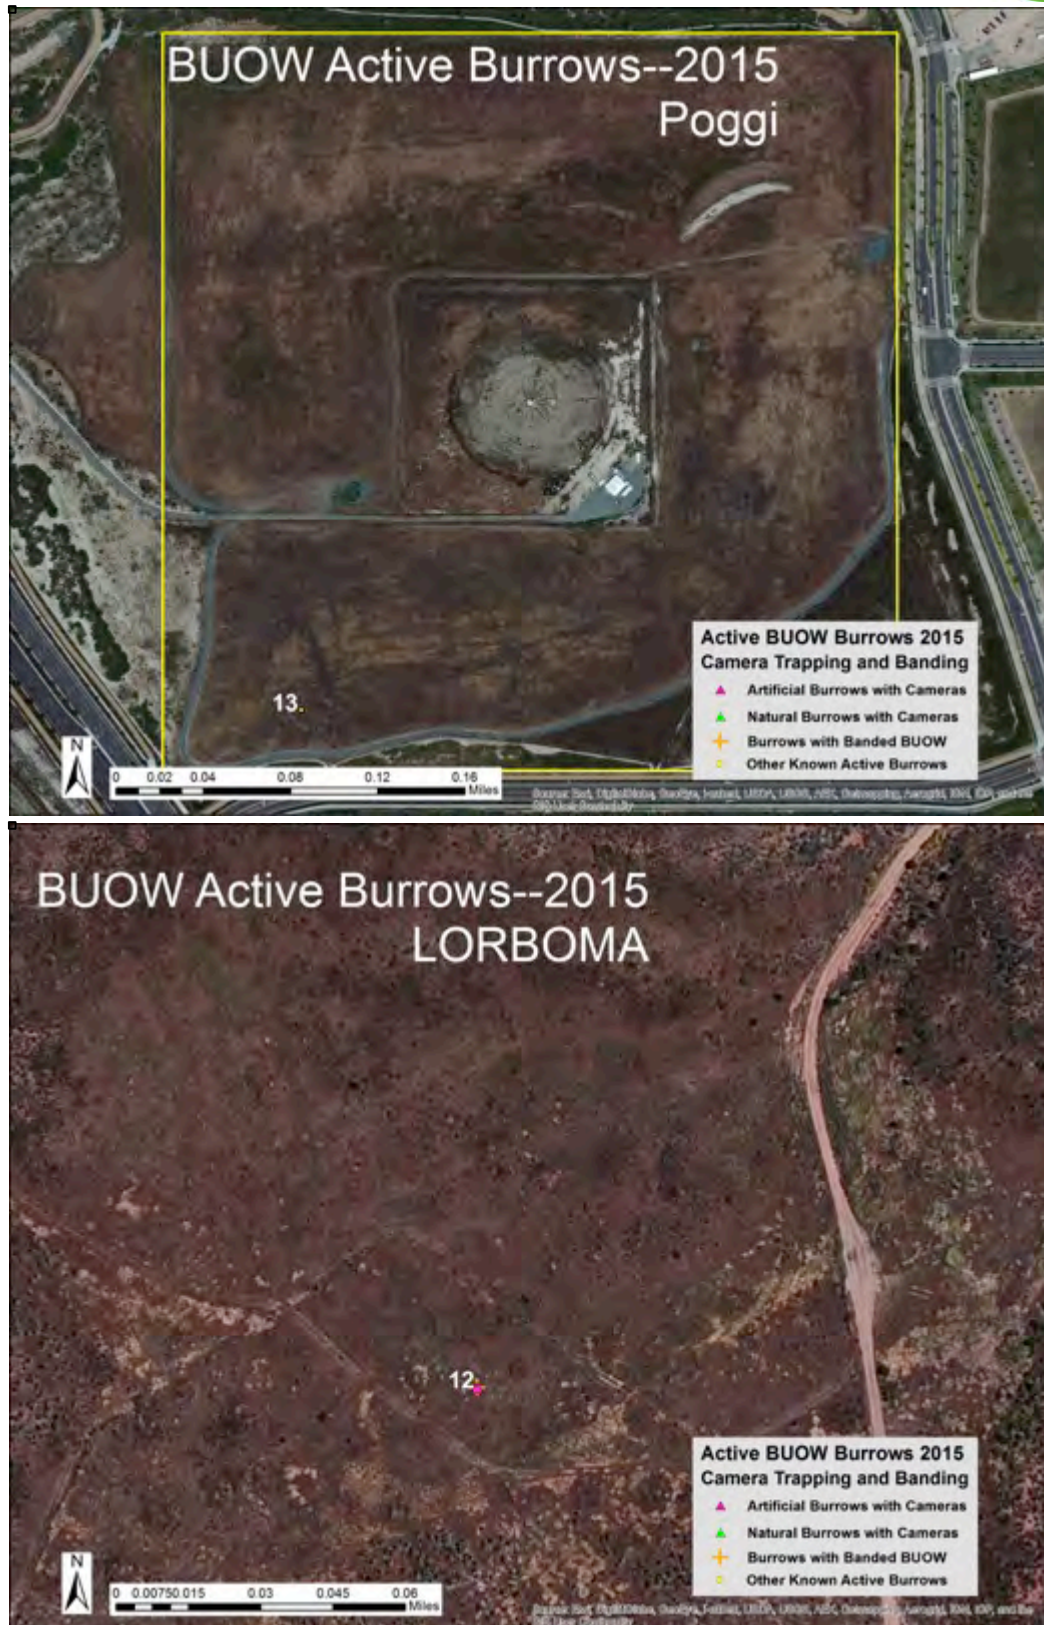 BUOW Active Burrows--2015
Poggi
13
Active BUOW Burrows 2015
Camera Trapping and Banding
Artificial Burrows with Cameras
Natural Burrows with Cameras
Burrows with Banded BUOW
Other Known Active Burrows
N
0 0.02 0.04 0.08 0.12 0.16
Miles
BUOW Active Burrows--2015
LORBOMA
12
Active BUOW Burrows 2015
Camera Trapping and Banding
Artificial Burrows with Cameras
Natural Burrows with Cameras
Burrows with Banded BUOW
Other Known Active Burrows
N
0 0.00750.015 0.03 0.045 0.06
Miles